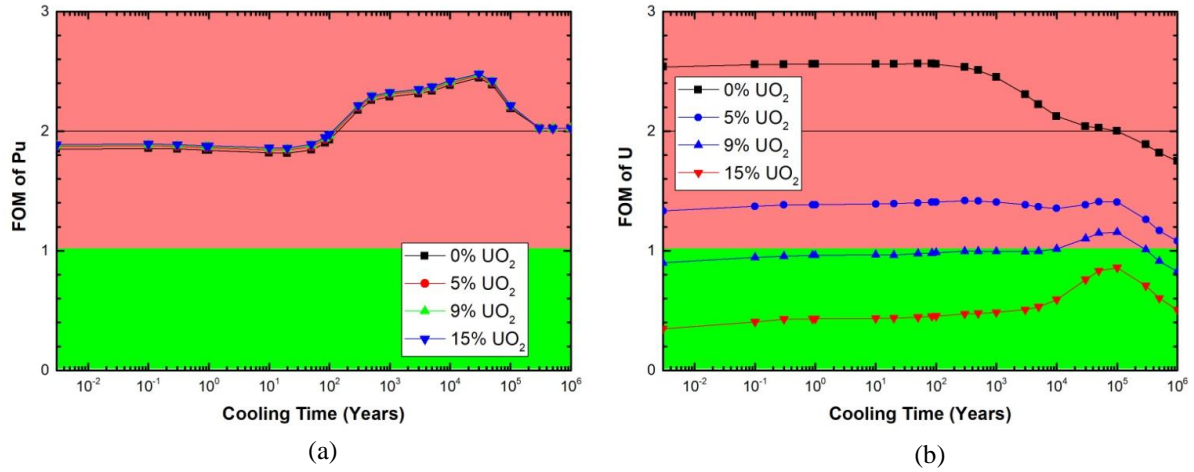 3
2
1
0
FOM of Pu
0% UO₂
5% UO₂
9% UO₂
15% UO₂
10⁻² 10⁻¹ 10⁰ 10¹ 10² 10³ 10⁴ 10⁵ 10⁶
Cooling Time (Years)
(a)
3
2
1
0
FOM of U
0% UO₂
5% UO₂
9% UO₂
15% UO₂
10⁻² 10⁻¹ 10⁰ 10¹ 10² 10³ 10⁴ 10⁵ 10⁶
Cooling Time (Years)
(b)